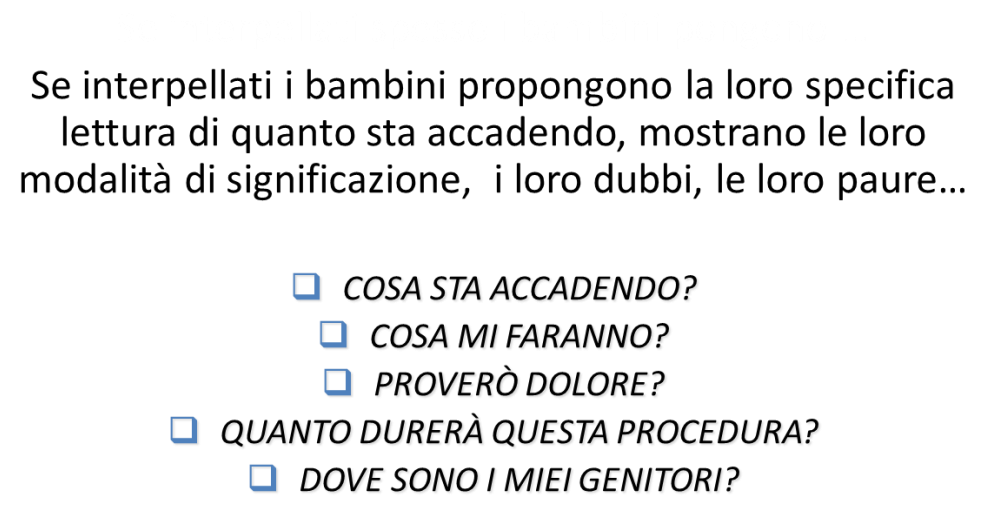 Se interpellati i bambini propongono la loro specifica
lettura di quanto sta accadendo, mostrano le loro
modalità di significazione,  i loro dubbi, le loro paure…
❑ COSA STA ACCADENDO?
❑ COSA MI FARANNO?
❑ PROVERÒ DOLORE?
❑ QUANTO DURERÀ QUESTA PROCEDURA?
❑ DOVE SONO I MIEI GENITORI?